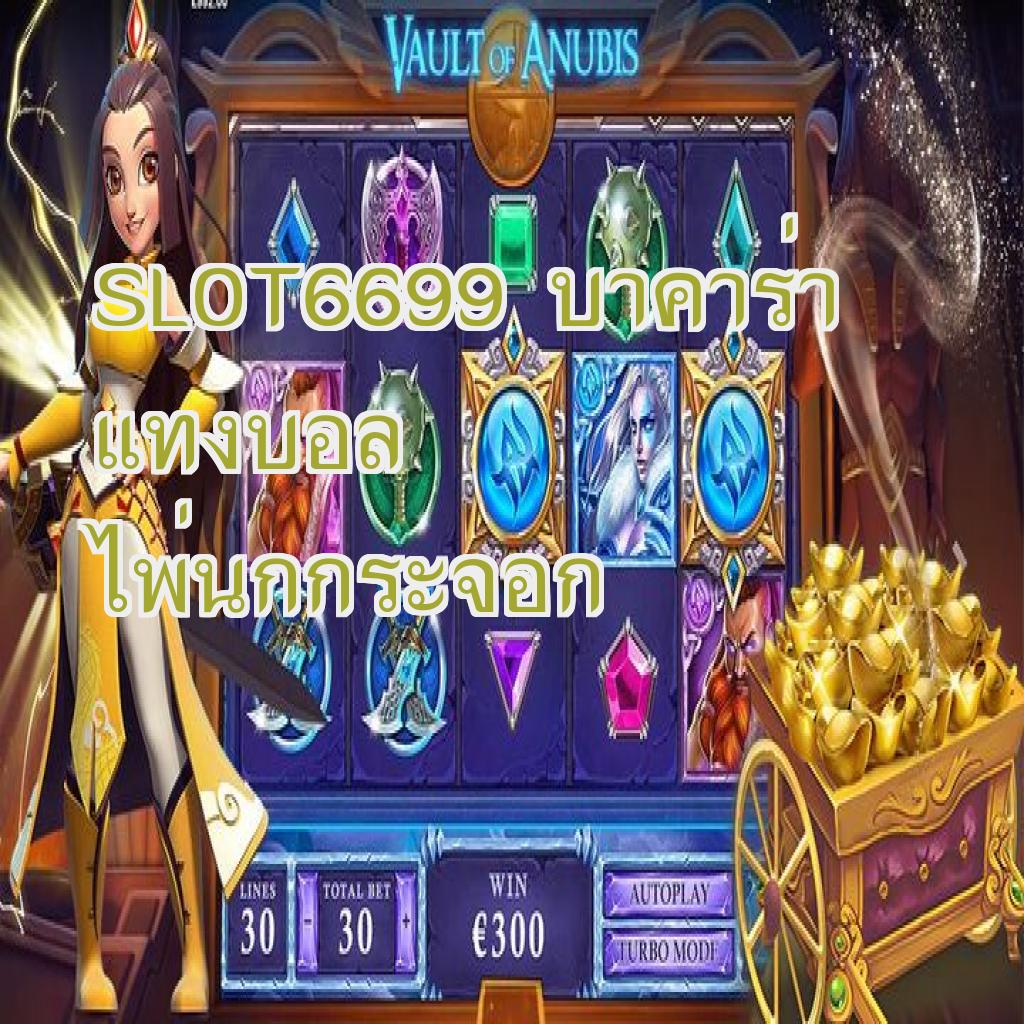 VAULT OF ANUBIS
SLOT6699 บาคาร่า
แทงบอล
ไพ่นกกระจอก
LINES
30
TOTAL BET
- 30 +
WIN
€300
AUTOPLAY
TURBO MODE